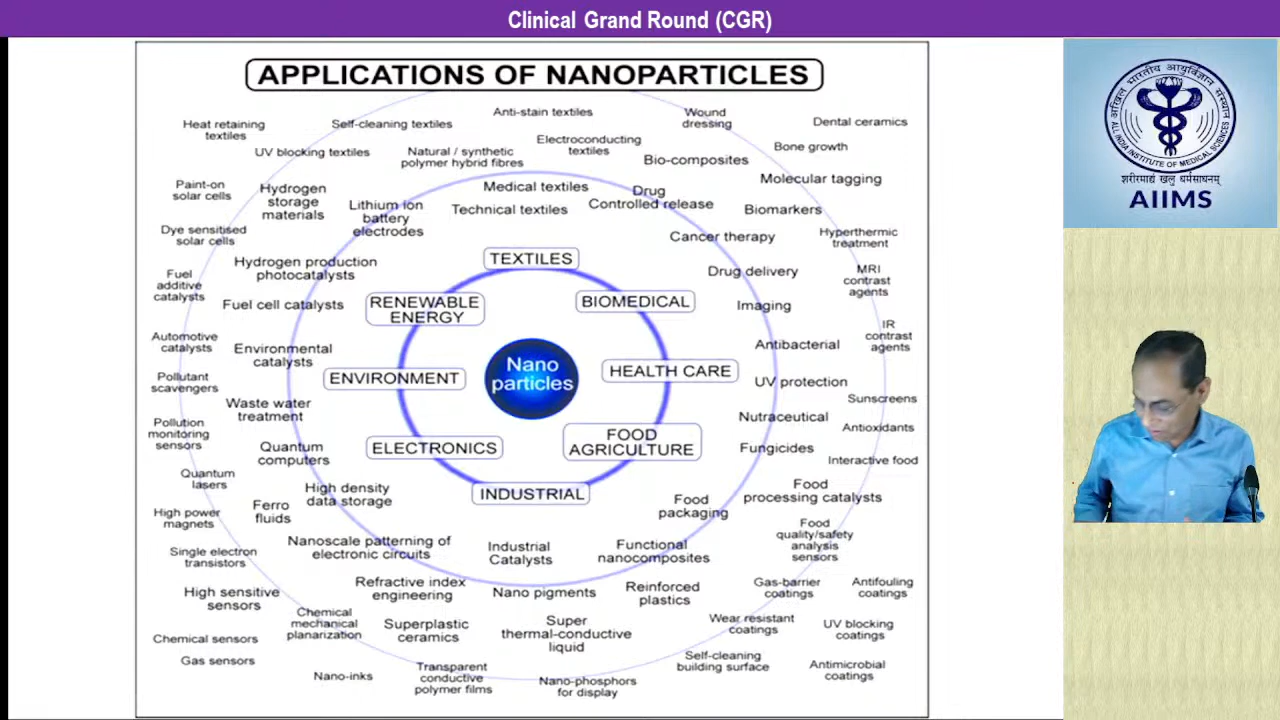 Clinical Grand Round (CGR)
APPLICATIONS OF NANOPARTICLES
Heat retaining
textiles
Self-cleaning textiles
Anti-stain textiles
Wound
dressing
Dental ceramics
UV blocking textiles
Natural / synthetic
polymer hybrid fibres
Electroconducting
textiles
Bio-composites
Bone growth
Paint-on
solar cells
Hydrogen
storage
materials
Lithium ion
battery
electrodes
Medical textiles
Technical textiles
Drug
Controlled release
Molecular tagging
Biomarkers
Dye sensitised
solar cells
Cancer therapy
Hyperthermic
treatment
Hydrogen production
photocatalysts
TEXTILES
Drug delivery
MRI
contrast
agents
Fuel
additive
catalysts
Fuel cell catalysts
RENEWABLE
ENERGY
BIOMEDICAL
Imaging
Automotive
catalysts
Environmental
catalysts
Antibacterial
IR
contrast
agents
Nano
particles
HEALTH CARE
ENVIRONMENT
Pollutant
scavengers
UV protection
Sunscreens
Waste water
treatment
Nutraceutical
Antioxidants
Pollution
monitoring
sensors
Quantum
computers
ELECTRONICS
FOOD
AGRICULTURE
Fungicides
Interactive food
Quantum
lasers
High density
data storage
INDUSTRIAL
Food
packaging
Food
processing catalysts
High power
magnets
Ferro
fluids
Food
quality/safety
analysis
sensors
Single electron
transistors
Nanoscale patterning of
electronic circuits
Industrial
Catalysts
Functional
nanocomposites
High sensitive
sensors
Refractive index
engineering
Nano pigments
Reinforced
plastics
Gas-barrier
coatings
Antifouling
coatings
Chemical
mechanical
planarization
Superplastic
ceramics
Super
thermal-conductive
liquid
Wear resistant
coatings
UV blocking
coatings
Chemical sensors
Gas sensors
Nano-inks
Transparent
conductive
polymer films
Nano-phosphors
for display
Self-cleaning
building surface
Antimicrobial
coatings
अखिल भारतीय आयुर्विज्ञान संस्थान
ALL INDIA INSTITUTE OF MEDICAL SCIENCES
शरीरमाद्यं खलु धर्मसाधनम्
AIIMS